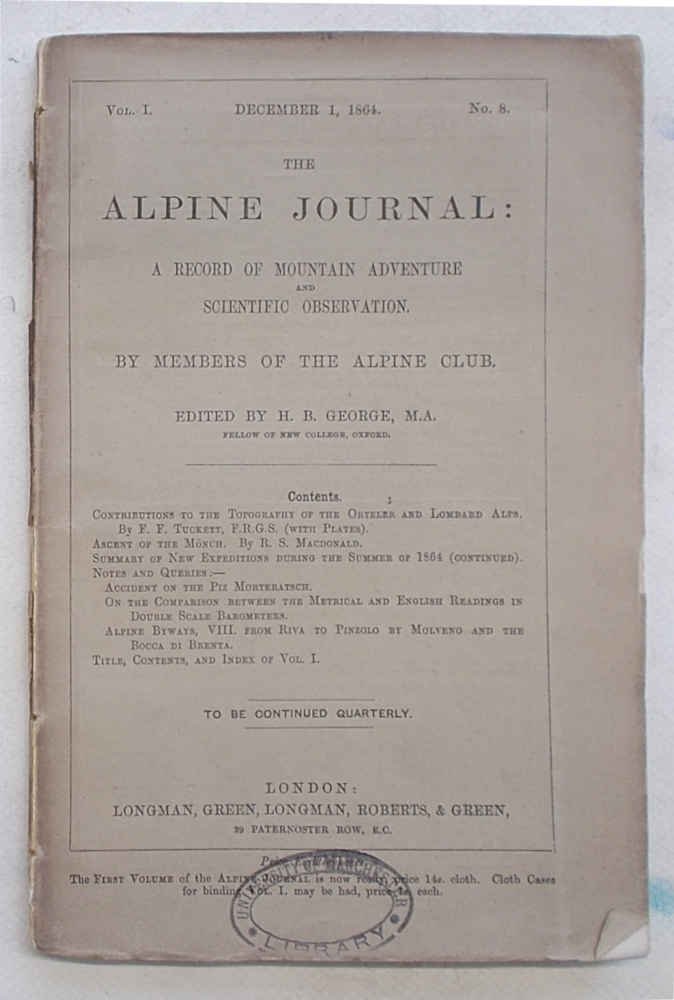 VOL. I. DECEMBER 1, 1864. NO. 8.
THE
ALPINE JOURNAL:
A RECORD OF MOUNTAIN ADVENTURE
AND
SCIENTIFIC OBSERVATION.
BY MEMBERS OF THE ALPINE CLUB.
EDITED BY H. B. GEORGE, M.A.
FELLOW OF NEW COLLEGE, OXFORD.
Contents.
CONTRIBUTIONS TO THE TOPOGRAPHY OF THE ORTELER AND LOMBARD ALPS.
BY F. F. TUCKETT, F.R.G.S. (WITH PLATES).
ASCENT OF THE MÖNCH. BY R. S. MACDONALD.
SUMMARY OF NEW EXPEDITIONS DURING THE SUMMER OF 1864 (CONTINUED).
NOTES AND QUERIES:—
ACCIDENT ON THE PIZ MORTERATSCH.
ON THE COMPARISON BETWEEN THE METRICAL AND ENGLISH READINGS IN
DOUBLE SCALE BAROMETERS.
ALPINE BYWAYS, VIII. FROM RIVA TO PINZOLO BY MOLVENO AND THE
BOCCA DI BRENTA.
TITLE, CONTENTS, AND INDEX OF VOL. I.
TO BE CONTINUED QUARTERLY.
LONDON:
LONGMAN, GREEN, LONGMAN, ROBERTS, & GREEN,
39 PATERNOSTER ROW, E.C.
The FIRST VOLUME of the ALPINE JOURNAL is now ready, price 14s. cloth. Cloth Cases
for binding VOL. I. may be had, price each.
UNIVERSITY OF MANCHESTER
LIBRARY